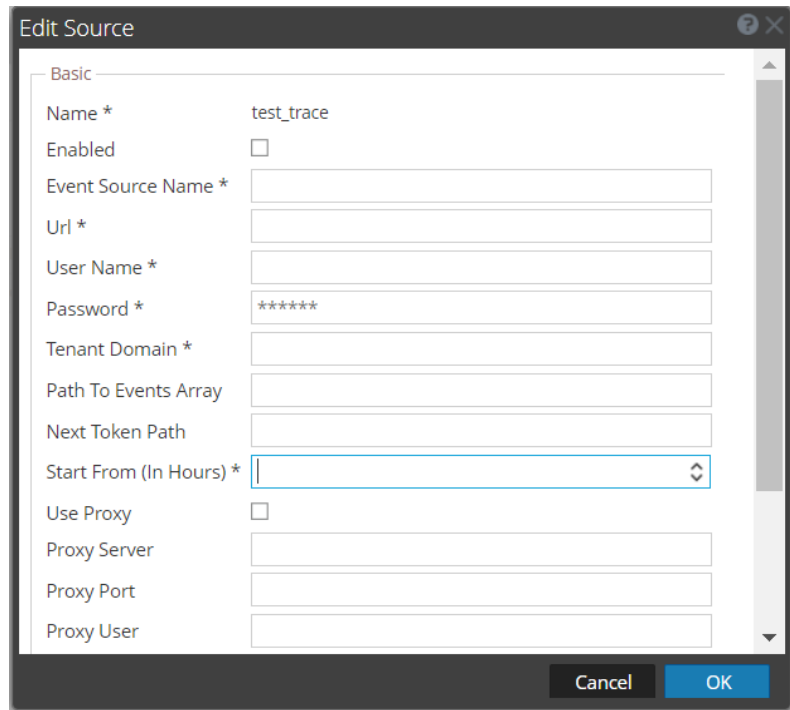 Edit Source
Basic
Name * test_trace
Enabled
Event Source Name *
Url *
User Name *
Password * ******
Tenant Domain *
Path To Events Array
Next Token Path
Start From (In Hours) *
Use Proxy
Proxy Server
Proxy Port
Proxy User
Cancel OK